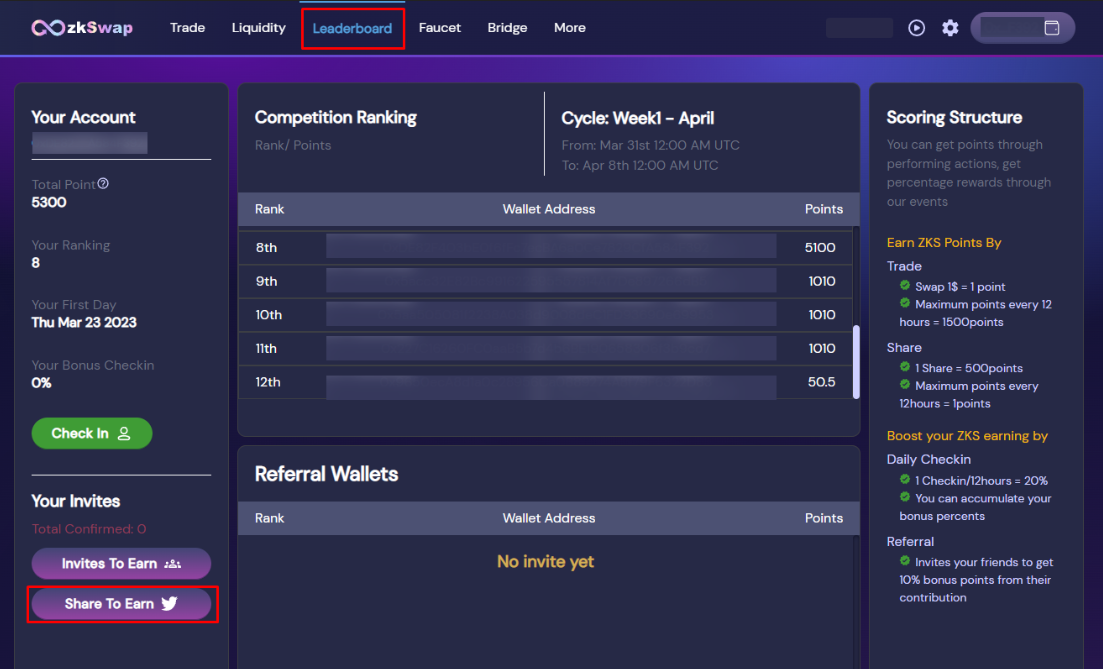 zkSwap Trade Liquidity Leaderboard Faucet Bridge More
Your Account
Total Point
5300
Your Ranking
8
Your First Day
Thu Mar 23 2023
Your Bonus Checkin
0%
Check In
Your Invites
Total Confirmed: 0
Invites To Earn
Share To Earn
Competition Ranking
Rank/ Points
Cycle: Week1 - April
From: Mar 31st 12:00 AM UTC
To: Apr 8th 12:00 AM UTC
Rank Wallet Address Points
8th 5100
9th 1010
10th 1010
11th 1010
12th 50.5
Referral Wallets
Rank Wallet Address Points
No invite yet
Scoring Structure
You can get points through
performing actions, get
percentage rewards through
our events
Earn ZKS Points By
Trade
Swap 1$ = 1 point
Maximum points every 12
hours = 1500points
Share
1 Share = 500points
Maximum points every
12hours = 1points
Boost your ZKS earning by
Daily Checkin
1 Checkin/12hours = 20%
You can accumulate your
bonus percents
Referral
Invites your friends to get
10% bonus points from their
contribution